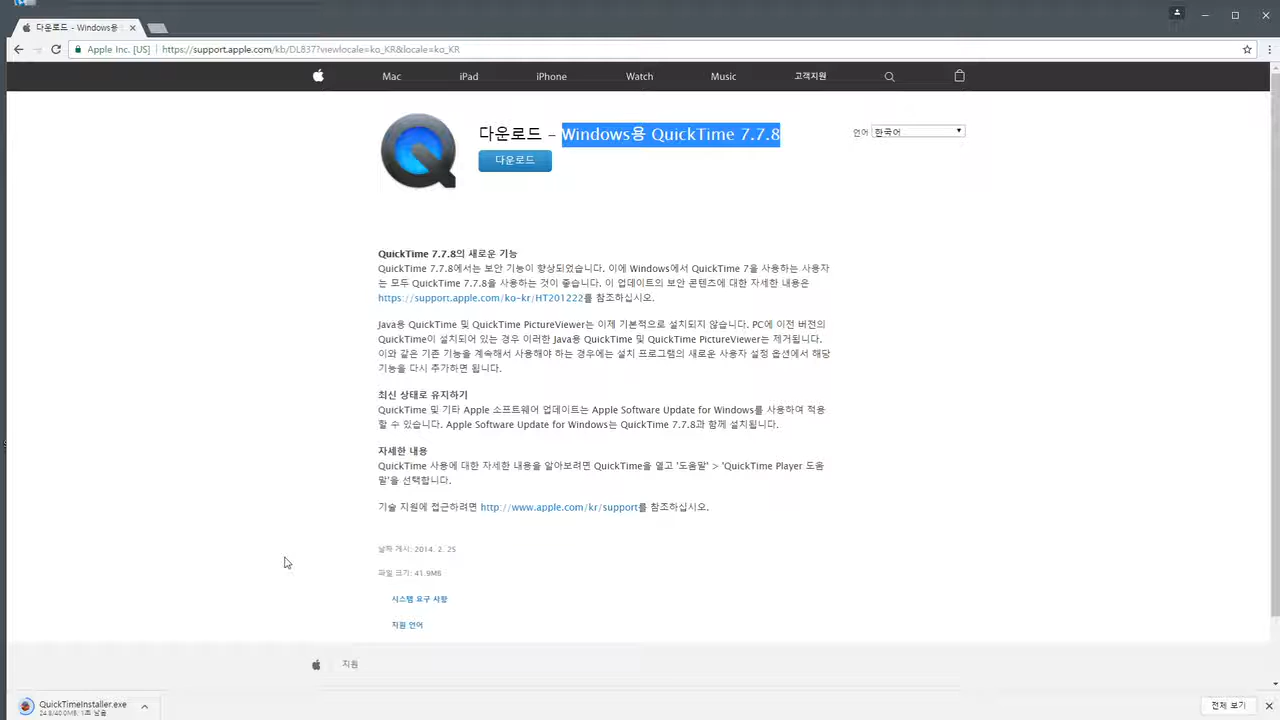 다운로드 - Windows용
Apple Inc. [US] | https://support.apple.com/kb/DL837?viewlocale=ko_KR&locale=ko_KR
Mac iPad iPhone Watch Music 고객지원
다운로드 – Windows용 QuickTime 7.7.8
언어 한국어
다운로드
QuickTime 7.7.8의 새로운 기능
QuickTime 7.7.8에서는 보안 기능이 향상되었습니다. 이에 Windows에서 QuickTime 7을 사용하는 사용자
는 모두 QuickTime 7.7.8을 사용하는 것이 좋습니다. 이 업데이트의 보안 콘텐츠에 대한 자세한 내용은
https://support.apple.com/ko-kr/HT201222를 참조하십시오.
Java용 QuickTime 및 QuickTime PictureViewer는 이제 기본적으로 설치되지 않습니다. PC에 이전 버전의
QuickTime이 설치되어 있는 경우 이러한 Java용 QuickTime 및 QuickTime PictureViewer는 제거됩니다.
이와 같은 기존 기능을 계속해서 사용해야 하는 경우에는 설치 프로그램의 새로운 사용자 설정 옵션에서 해당
기능을 다시 추가하면 됩니다.
최신 상태로 유지하기
QuickTime 및 기타 Apple 소프트웨어 업데이트는 Apple Software Update for Windows를 사용하여 적용
할 수 있습니다. Apple Software Update for Windows는 QuickTime 7.7.8과 함께 설치됩니다.
자세한 내용
QuickTime 사용에 대한 자세한 내용을 알아보려면 QuickTime을 열고 '도움말' > 'QuickTime Player 도움
말'을 선택합니다.
기술 지원에 접근하려면 http://www.apple.com/kr/support를 참조하십시오.
날짜 게시: 2014. 2. 25
파일 크기: 41.9MB
시스템 요구 사항
지원 언어
지원
QuickTimeInstaller.exe
24.8/40.0MB, 1초 남음
전체 보기